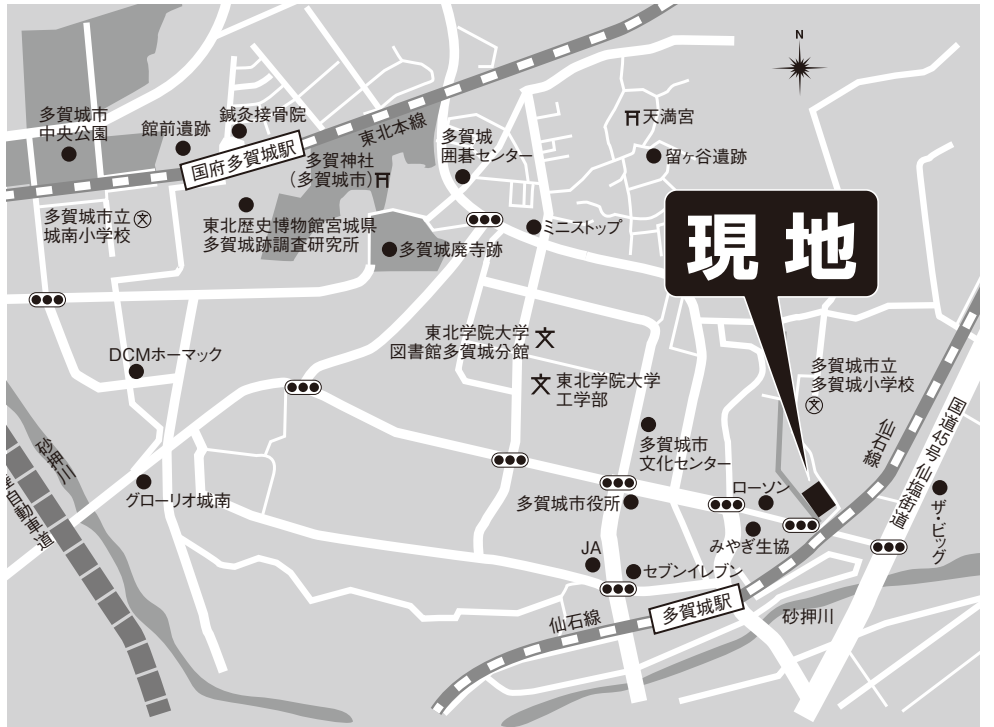 N
多賀城市
中央公園
館前遺跡
鍼灸接骨院
国府多賀城駅
東北本線
多賀城
囲碁センター
天満宮
留ヶ谷遺跡
多賀神社
（多賀城市）
多賀城市立
城南小学校
文
東北歴史博物館宮城県
多賀城跡調査研究所
多賀城廃寺跡
ミニストップ
現地
DCMホーマック
東北学院大学
図書館多賀城分館
文
文
東北学院大学
工学部
多賀城市立
多賀城小学校
文
仙石線
国道45号 仙塩街道
ザ・ビッグ
砂押川
自動車道
グローリオ城南
多賀城市
文化センター
多賀城市役所
ローソン
みやぎ生協
JA
セブンイレブン
仙石線
多賀城駅
砂押川